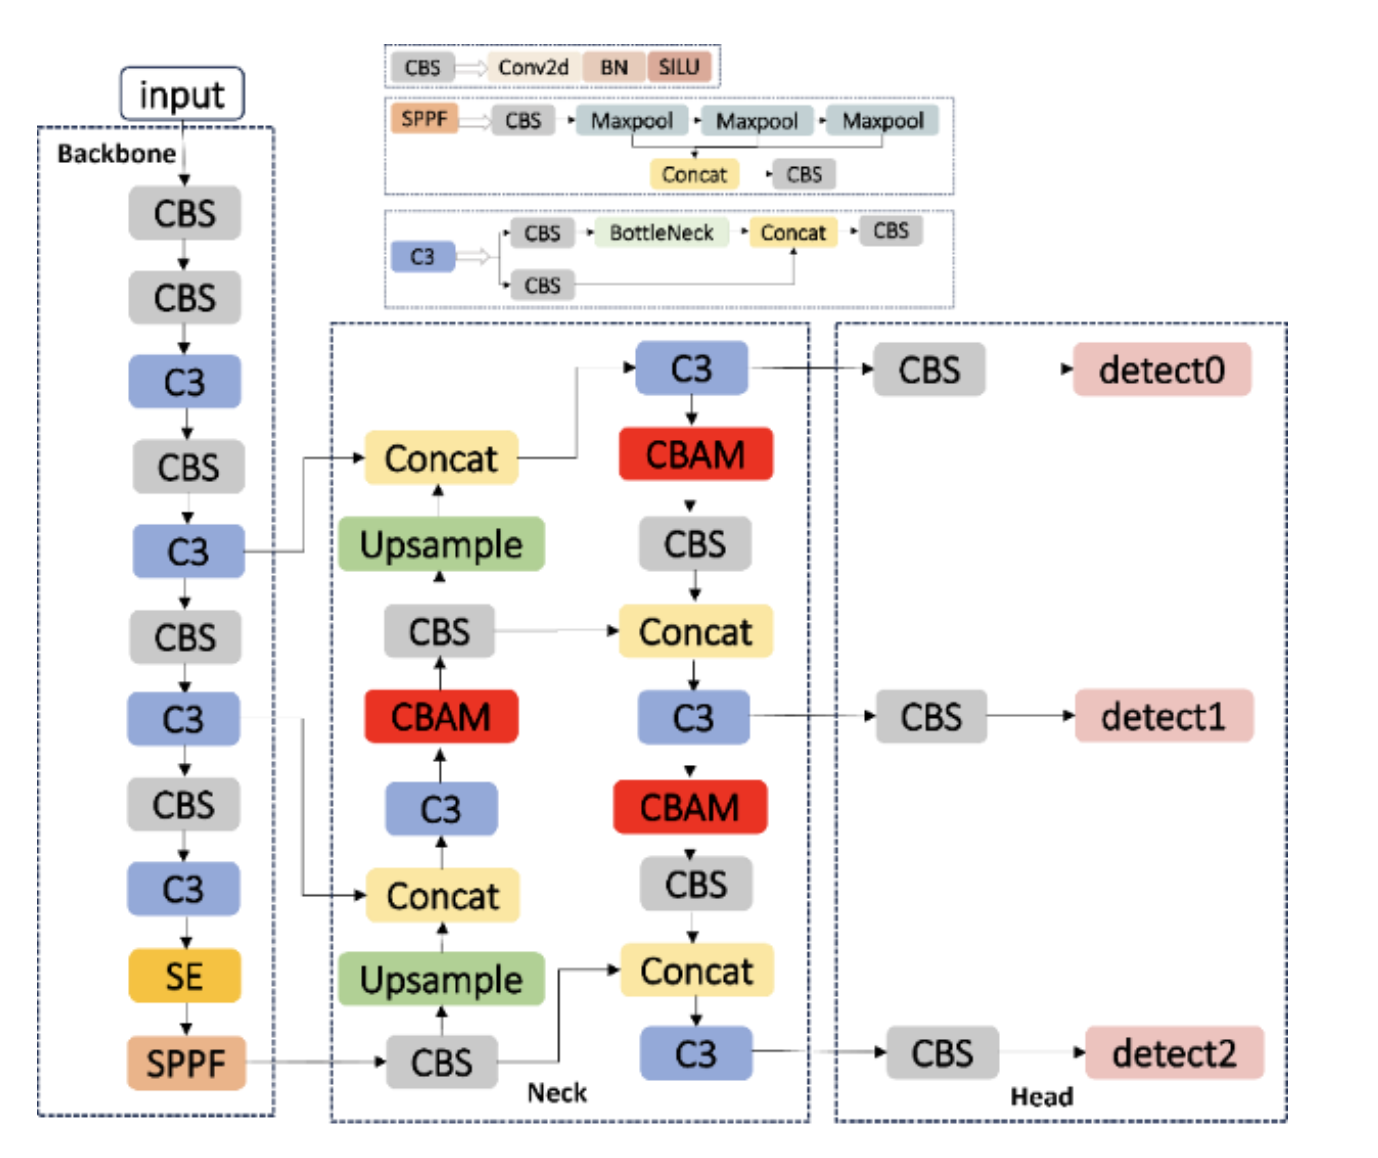 input
Backbone
CBS
CBS
C3
CBS
C3
CBS
C3
CBS
C3
SE
SPPF
CBS Conv2d BN SILU
SPPF CBS Maxpool Maxpool Maxpool
Concat CBS
C3 CBS BottleNeck Concat CBS
CBS
Concat
Upsample
CBS
CBAM
C3
Concat
Upsample
CBS
C3
CBAM
CBS
Concat
C3
CBAM
CBS
Concat
C3
Neck
CBS detect0
CBS detect1
CBS detect2
Head